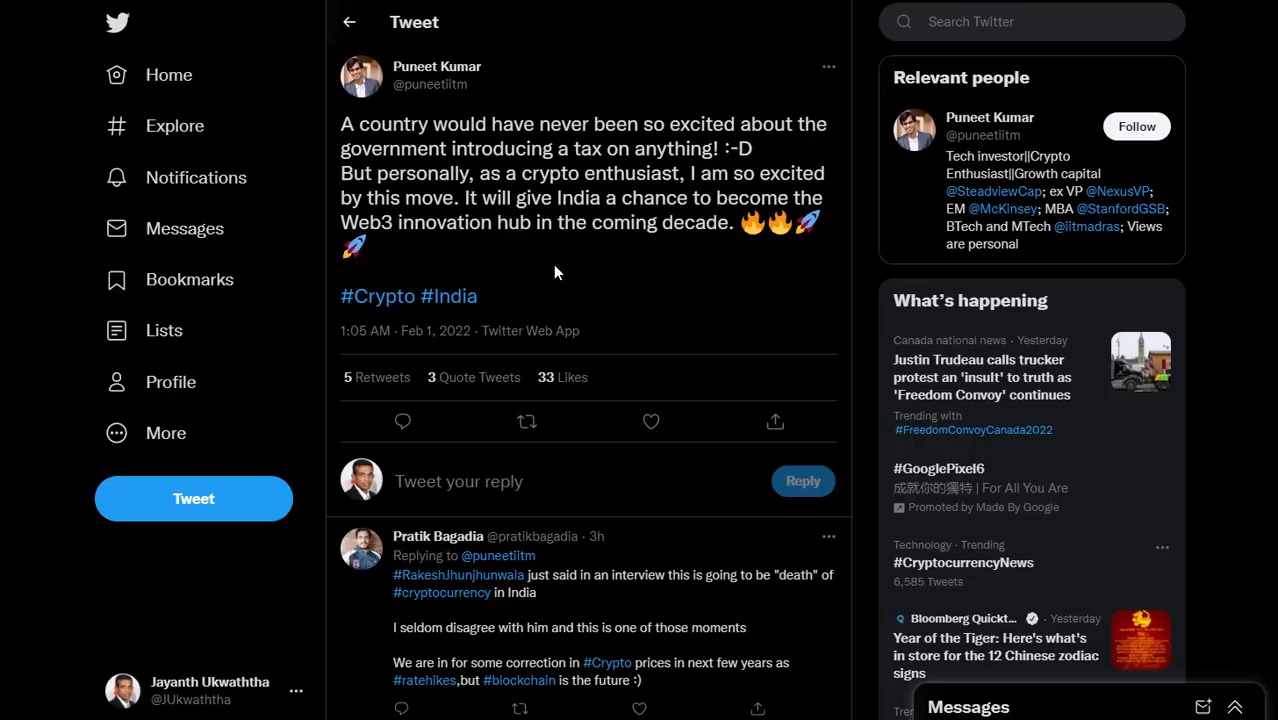 Home
Explore
Notifications
Messages
Bookmarks
Lists
Profile
More
Tweet
Jayanth Ukwaththa
@JUkwaththa
Tweet
Puneet Kumar
@puneetiitm
A country would have never been so excited about the
government introducing a tax on anything! :-D
But personally, as a crypto enthusiast, I am so excited
by this move. It will give India a chance to become the
Web3 innovation hub in the coming decade. 🔥🔥🚀
🚀
#Crypto #India
1:05 AM · Feb 1, 2022 · Twitter Web App
5 Retweets 3 Quote Tweets 33 Likes
Tweet your reply
Reply
Pratik Bagadia @pratikbagadia · 3h
Replying to @puneetiitm
#RakeshJhunjhunwala just said in an interview this is going to be "death" of
#cryptocurrency in India
I seldom disagree with him and this is one of those moments
We are in for some correction in #Crypto prices in next few years as
#ratehikes,but #blockchain is the future :)
Search Twitter
Relevant people
Puneet Kumar
@puneetiitm
Follow
Tech investor||Crypto
Enthusiast||Growth capital
@SteadviewCap; ex VP @NexusVP;
EM @McKinsey; MBA @StanfordGSB;
BTech and MTech @iitmadras; Views
are personal
What's happening
Canada national news · Yesterday
Justin Trudeau calls trucker
protest an 'insult' to truth as
'Freedom Convoy' continues
Trending with
#FreedomConvoyCanada2022
#GooglePixel6
成就你的獨特 | For All You Are
Promoted by Made By Google
Technology · Trending
#CryptocurrencyNews
6,585 Tweets
Bloomberg Quickt... · Yesterday
Year of the Tiger: Here's what's
in store for the 12 Chinese zodiac
signs
Messages